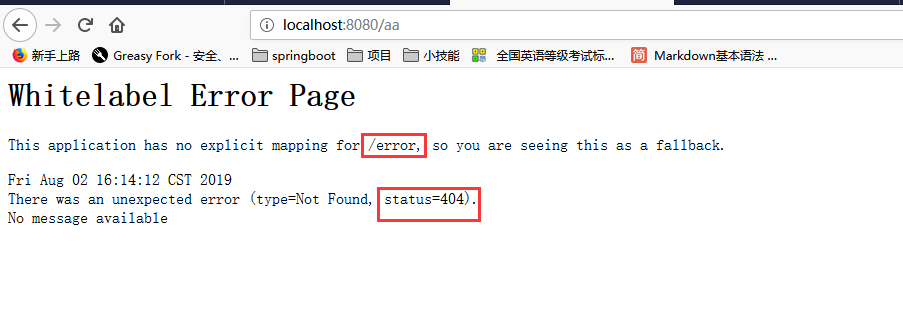 localhost:8080/aa
新手上路 Greasy Fork - 安全、... springboot 项目 小技能 全国英语等级考试标... 简 Markdown基本语法 ...
Whitelabel Error Page
This application has no explicit mapping for /error, so you are seeing this as a fallback.
Fri Aug 02 16:14:12 CST 2019
There was an unexpected error (type=Not Found, status=404).
No message available